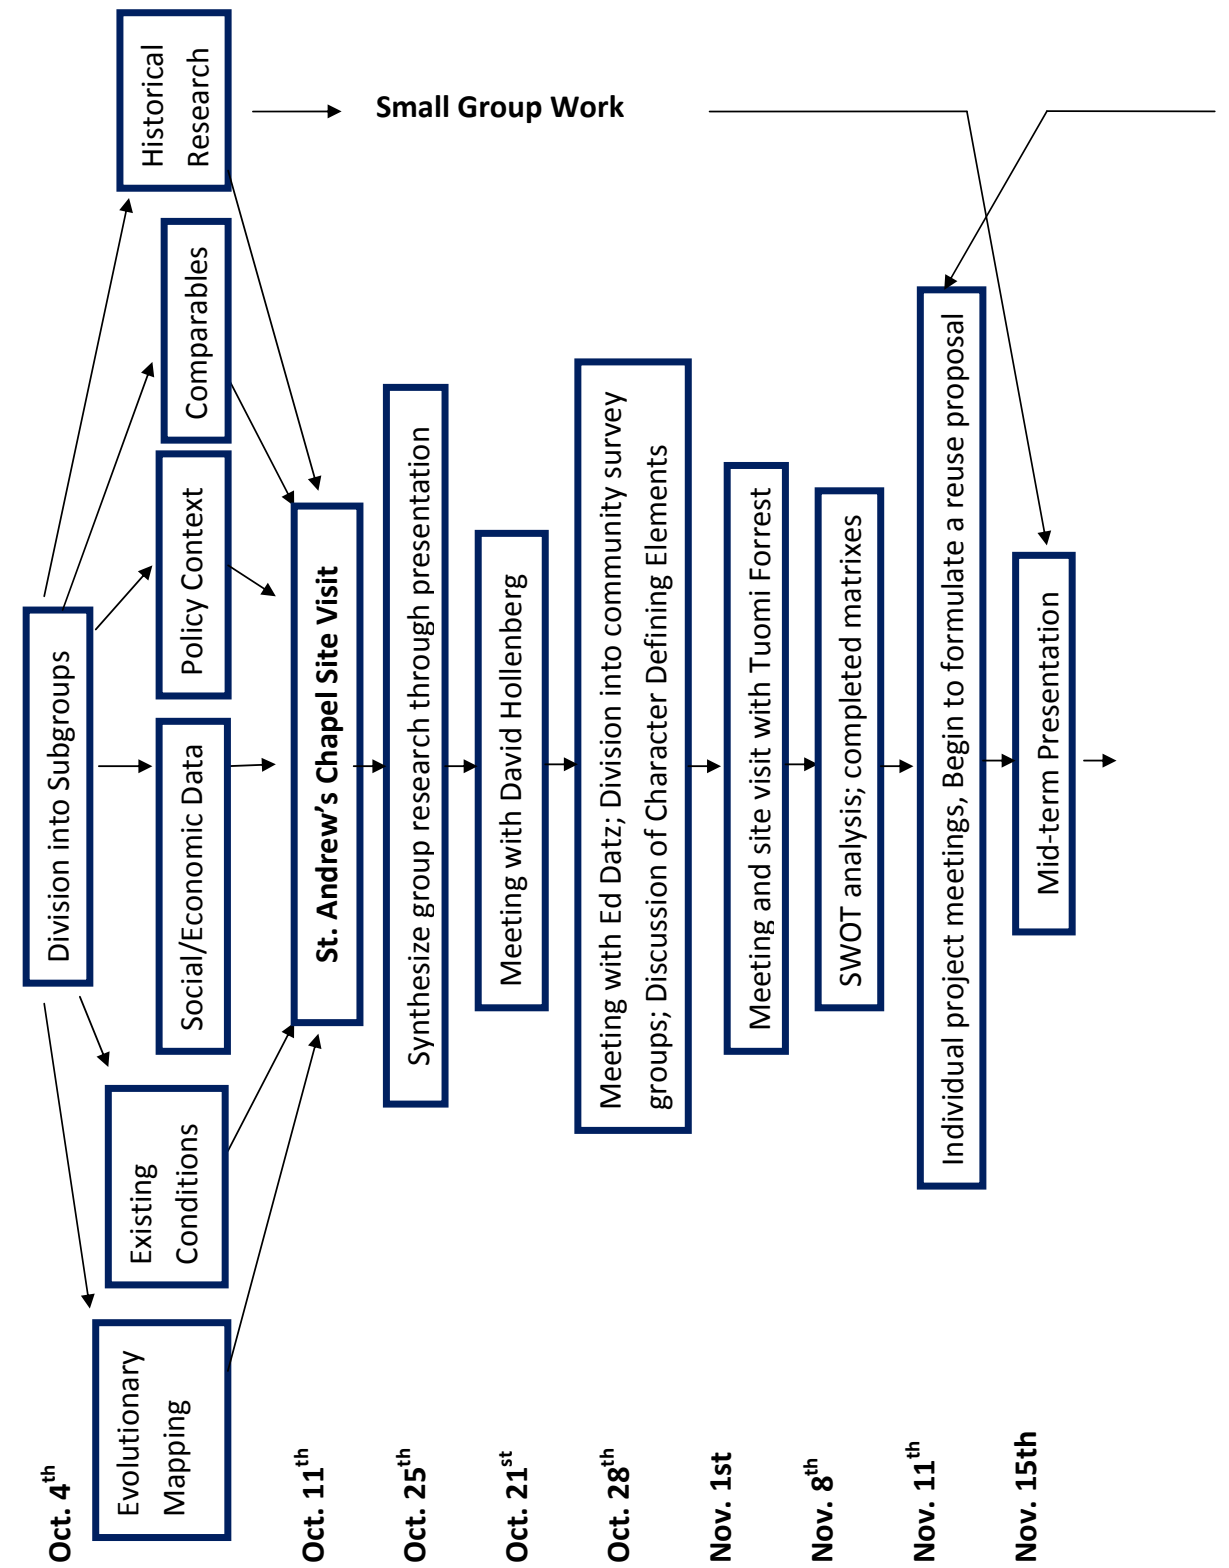 Oct. 4th
Division into Subgroups
Evolutionary
Mapping
Existing
Conditions
Social/Economic Data
Policy Context
Comparables
Historical
Research
Small Group Work
Oct. 11th
St. Andrew’s Chapel Site Visit
Oct. 25th
Synthesize group research through presentation
Oct. 21st
Meeting with David Hollenberg
Oct. 28th
Meeting with Ed Datz; Division into community survey
groups; Discussion of Character Defining Elements
Nov. 1st
Meeting and site visit with Tuomi Forrest
Nov. 8th
SWOT analysis; completed matrixes
Nov. 11th
Individual project meetings, Begin to formulate a reuse proposal
Nov. 15th
Mid-term Presentation